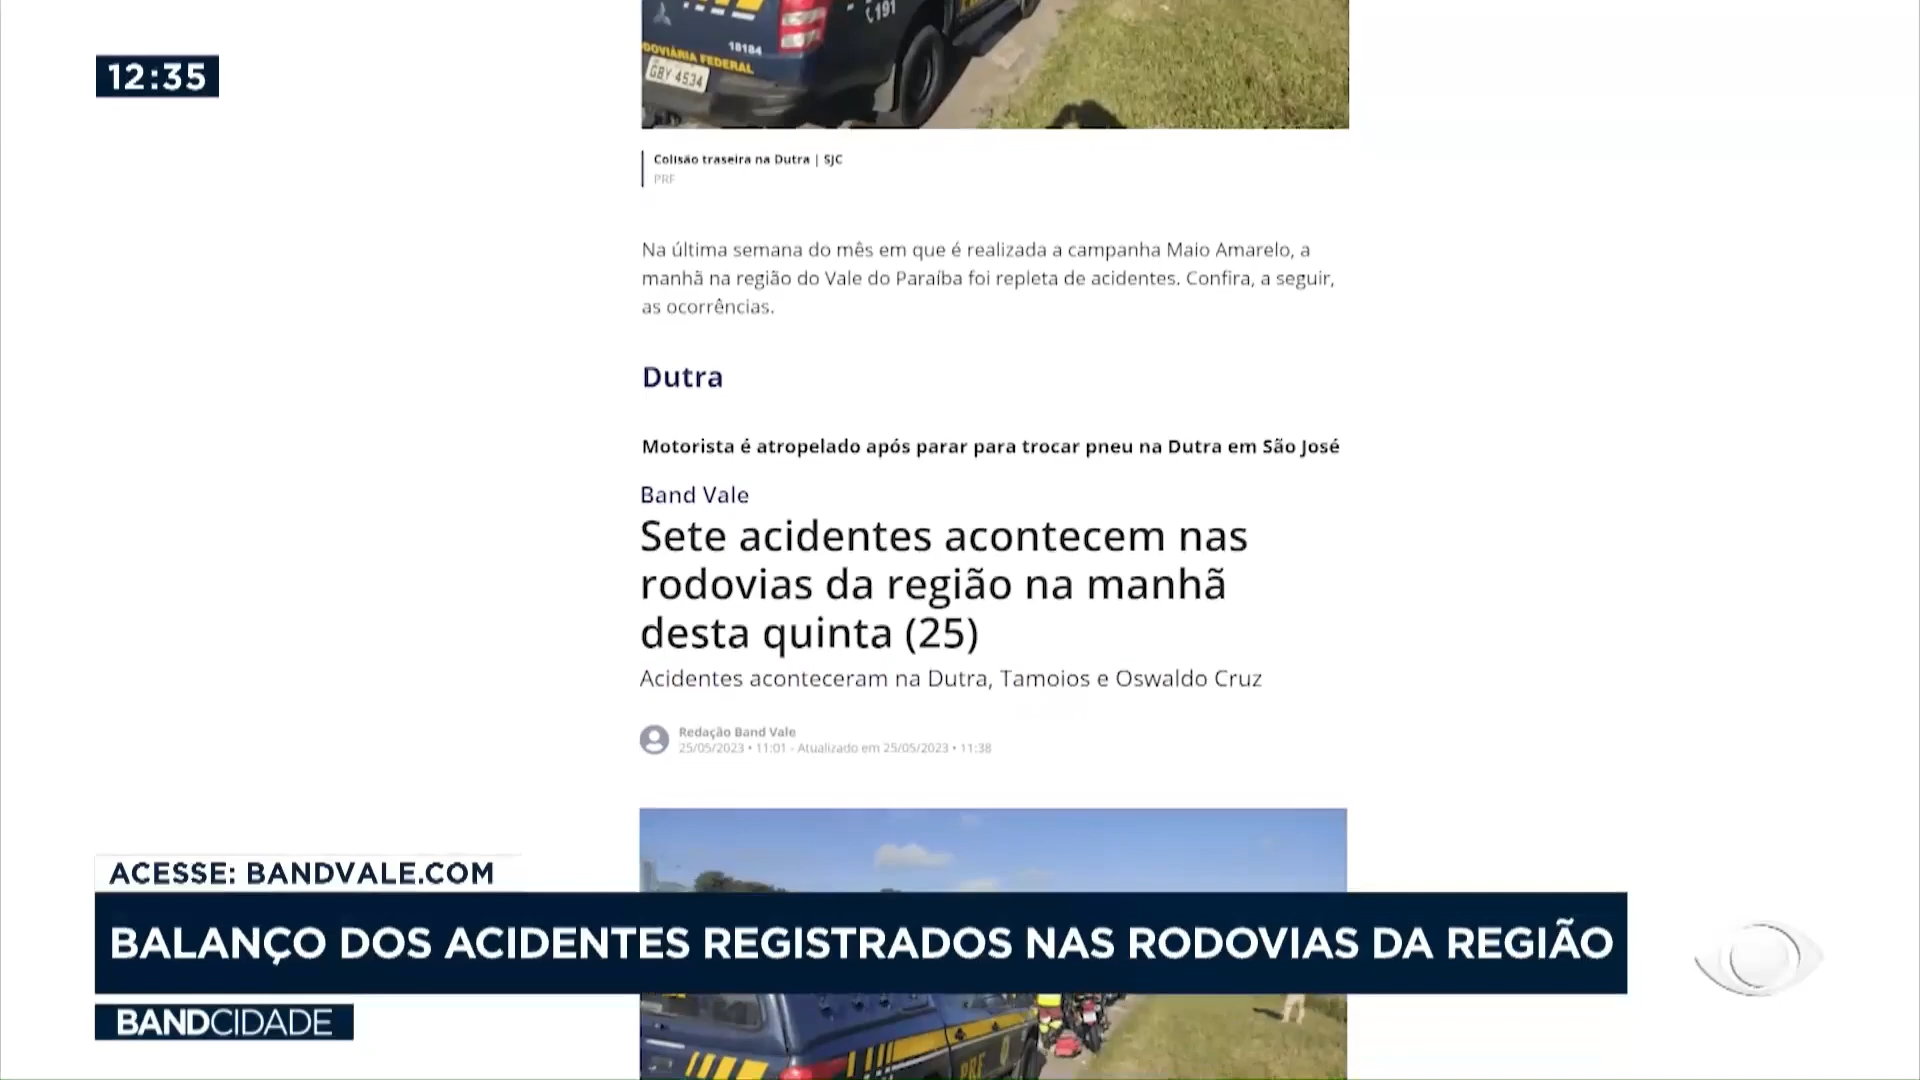 12:35
191
18184
DOVIÁRIA FEDERAL
GBY 4534
Colisão traseira na Dutra | SJC
PRF
Na última semana do mês em que é realizada a campanha Maio Amarelo, a
manhã na região do Vale do Paraíba foi repleta de acidentes. Confira, a seguir,
as ocorrências.
Dutra
Motorista é atropelado após parar para trocar pneu na Dutra em São José
Band Vale
Sete acidentes acontecem nas
rodovias da região na manhã
desta quinta (25)
Acidentes aconteceram na Dutra, Tamoios e Oswaldo Cruz
Redação Band Vale
25/05/2023 • 11:01 - Atualizado em 25/05/2023 • 11:38
ACESSE: BANDVALE.COM
BALANÇO DOS ACIDENTES REGISTRADOS NAS RODOVIAS DA REGIÃO
BANDCIDADE
PRF